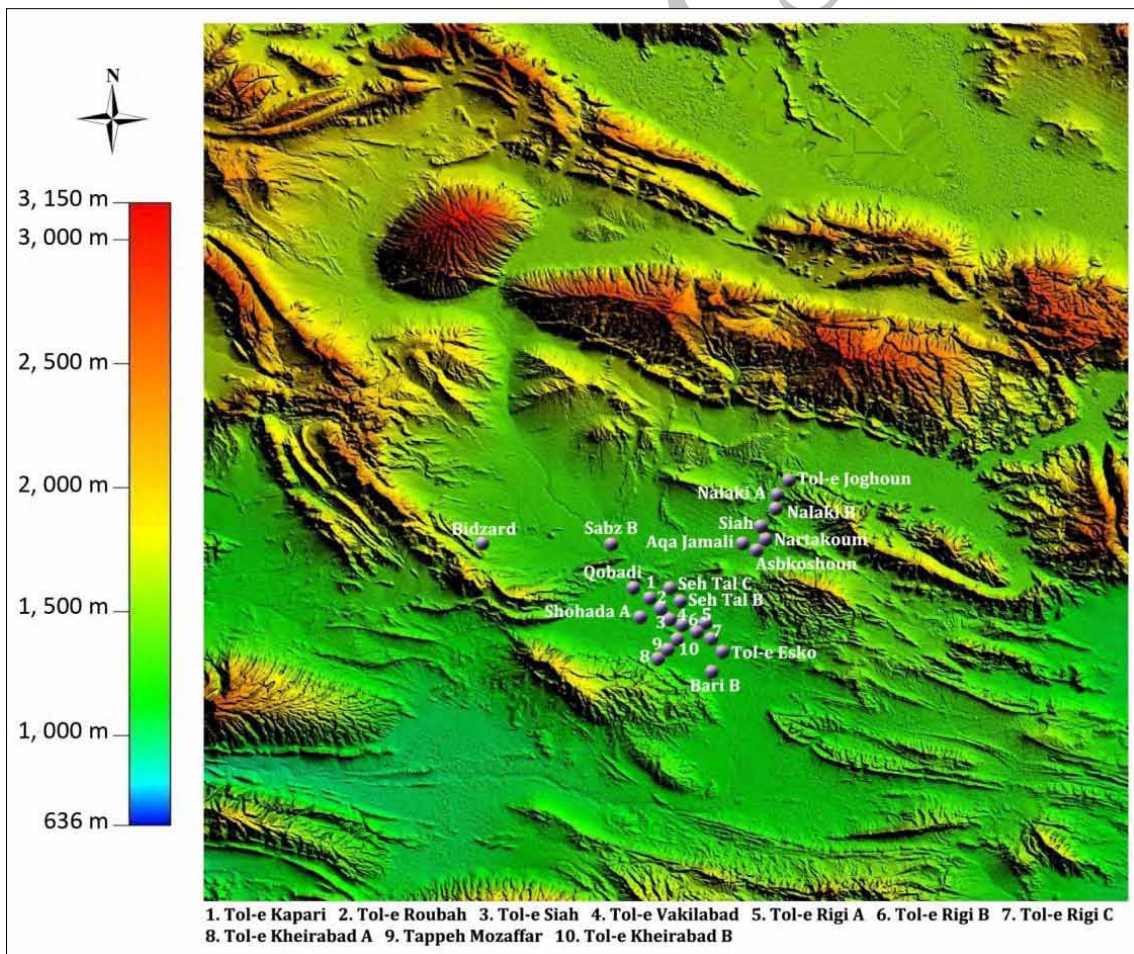 N
3, 150 m
3, 000 m
2, 500 m
2, 000 m
1, 500 m
1, 000 m
636 m
Tol-e Joghoun
Nalaki A
Nalaki B
Siah
Nartakoum
Aqa Jamali
Asbkoshoun
Bidzard
Sabz B
Qobadi
1
Seh Tal C
2
Seh Tal B
Shohada A
3
4
5
6
7
9
10
8
Tol-e Esko
Bari B
1. Tol-e Kapari 2. Tol-e Roubah 3. Tol-e Siah 4. Tol-e Vakilabad 5. Tol-e Rigi A 6. Tol-e Rigi B 7. Tol-e Rigi C
8. Tol-e Kheirabad A 9. Tappeh Mozaffar 10. Tol-e Kheirabad B